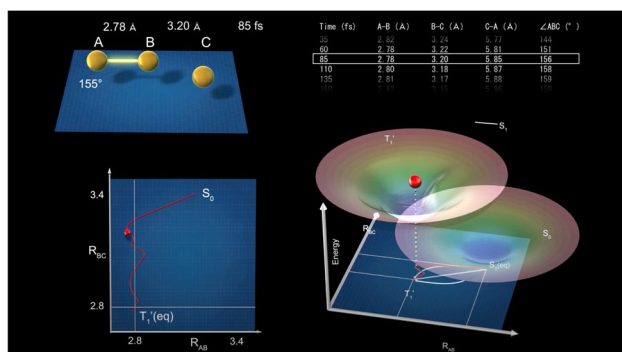 2.78 Å 3.20 Å 85 fs
A B C
155°
Time (fs) A-B (Å) B-C (Å) C-A (Å) ∠ABC (°)
35 2.82 3.24 5.77 144
60 2.78 3.22 5.81 151
85 2.78 3.20 5.85 156
110 2.80 3.18 5.87 158
135 2.81 3.17 5.88 159
3.4
S0
RBC
2.8
T1'(eq)
2.8 RAB 3.4
S1
T1'
RBC
S0
Energy
S0(eq)
T1'
RAB